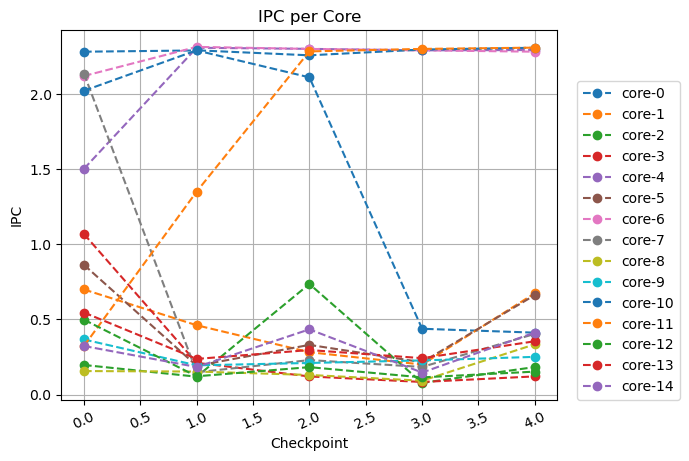 IPC per Core
IPC
2.0
1.5
1.0
0.5
0.0
0.0 0.5 1.0 1.5 2.0 2.5 3.0 3.5 4.0
Checkpoint
core-0
core-1
core-2
core-3
core-4
core-5
core-6
core-7
core-8
core-9
core-10
core-11
core-12
core-13
core-14